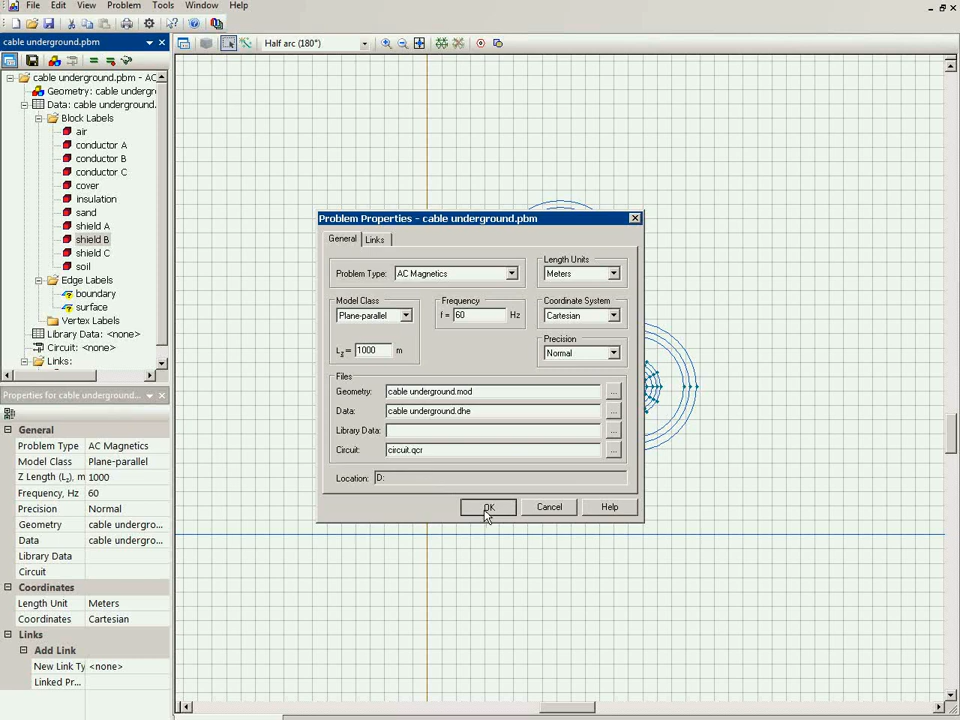 File Edit View Problem Tools Window Help
cable underground.pbm
Half arc (180°)
cable underground.pbm - AC
Geometry: cable undergr
Data: cable underground.
Block Labels
air
conductor A
conductor B
conductor C
cover
insulation
sand
shield A
shield B
shield C
soil
Edge Labels
boundary
surface
Vertex Labels
Library Data: <none>
Circuit: <none>
Links:
Properties for cable underground...
General
Problem Type: AC Magnetics
Model Class Plane-parallel
Z Length (Lz), m 1000
Frequency, Hz 60
Precision Normal
Geometry cable undergro...
Data cable undergro...
Library Data
Circuit
Coordinates
Length Unit Meters
Coordinates Cartesian
Links
Add Link
New Link Ty <none>
Linked Pr...
Problem Properties - cable underground.pbm
General Links
Problem Type: AC Magnetics
Length Units
Meters
Model Class
Plane-parallel
Frequency
f = 60 Hz
Coordinate System
Cartesian
Lz = 1000 m
Precision
Normal
Files
Geometry: cable underground.mod ...
Data: cable underground.dhe ...
Library Data: ...
Circuit: circuit.qcr ...
Location: D:
OK Cancel Help